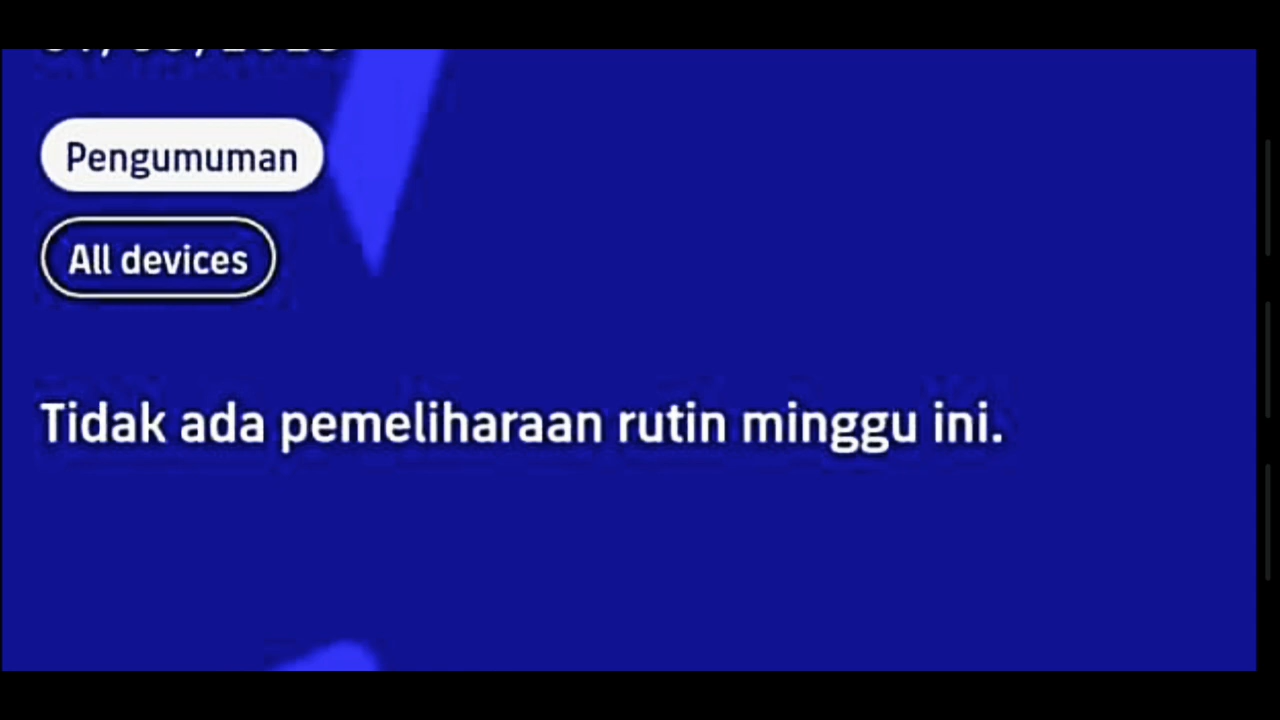 Pengumuman
All devices
Tidak ada pemeliharaan rutin minggu ini.